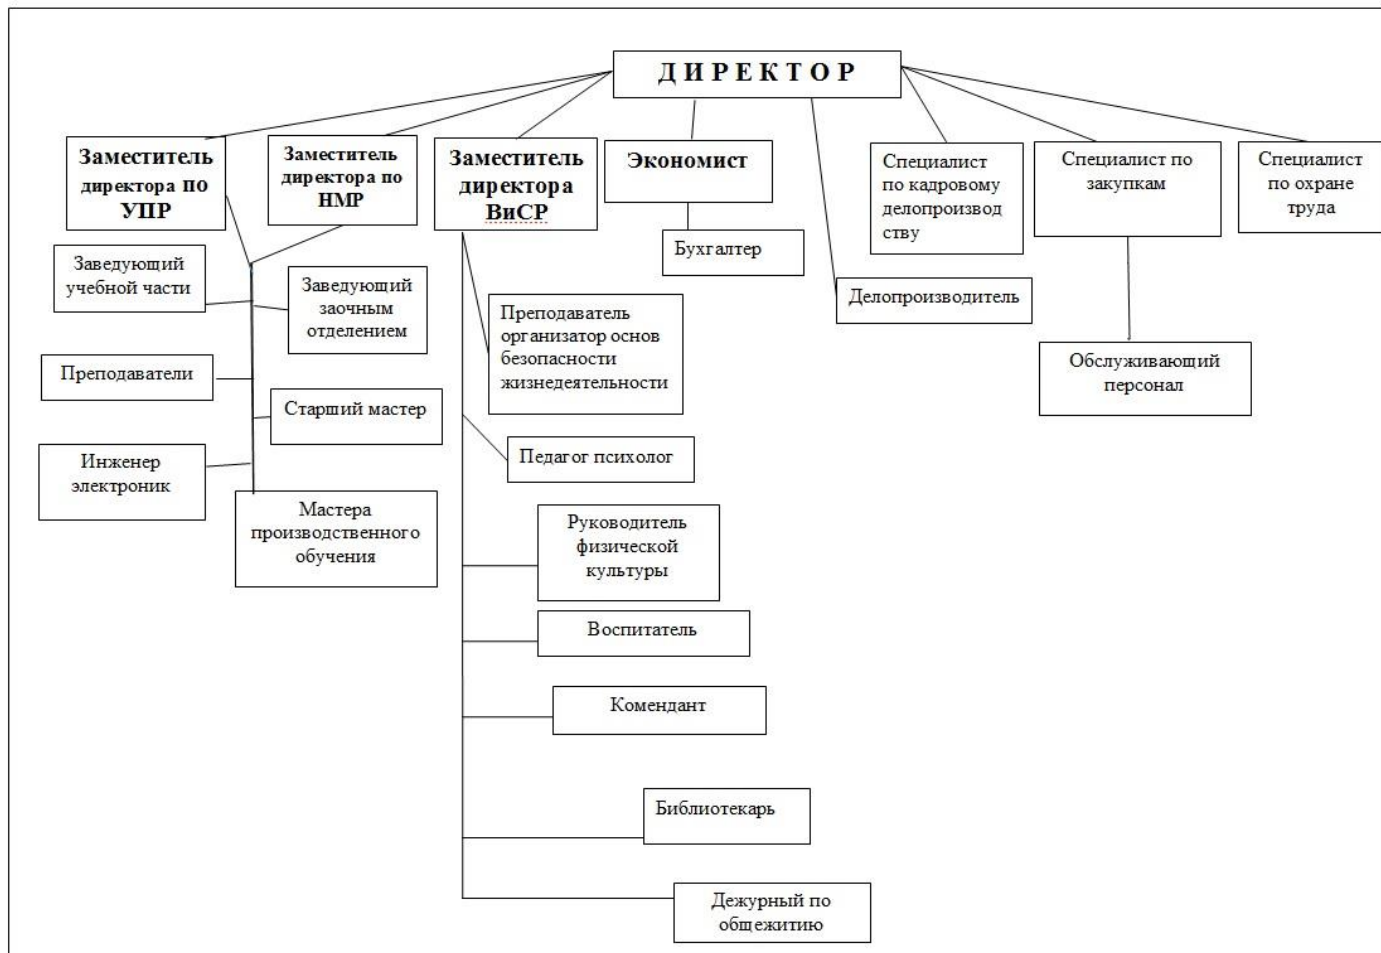 Д И Р Е К Т О Р
Заместитель
директора по
УПР
Заместитель
директора по
НМР
Заместитель
директора
ВиСР
Экономист
Специалист
по кадровому
делопроизвод
ству
Специалист по
закупкам
Специалист
по охране
труда
Бухгалтер
Делопроизводитель
Заведующий
учебной части
Заведующий
заочным
отделением
Преподаватель
организатор основ
безопасности
жизнедеятельности
Обслуживающий
персонал
Преподаватели
Старший мастер
Инженер
электроник
Педагог психолог
Мастера
производственного
обучения
Руководитель
физической
культуры
Воспитатель
Комендант
Библиотекарь
Дежурный по
общежитию